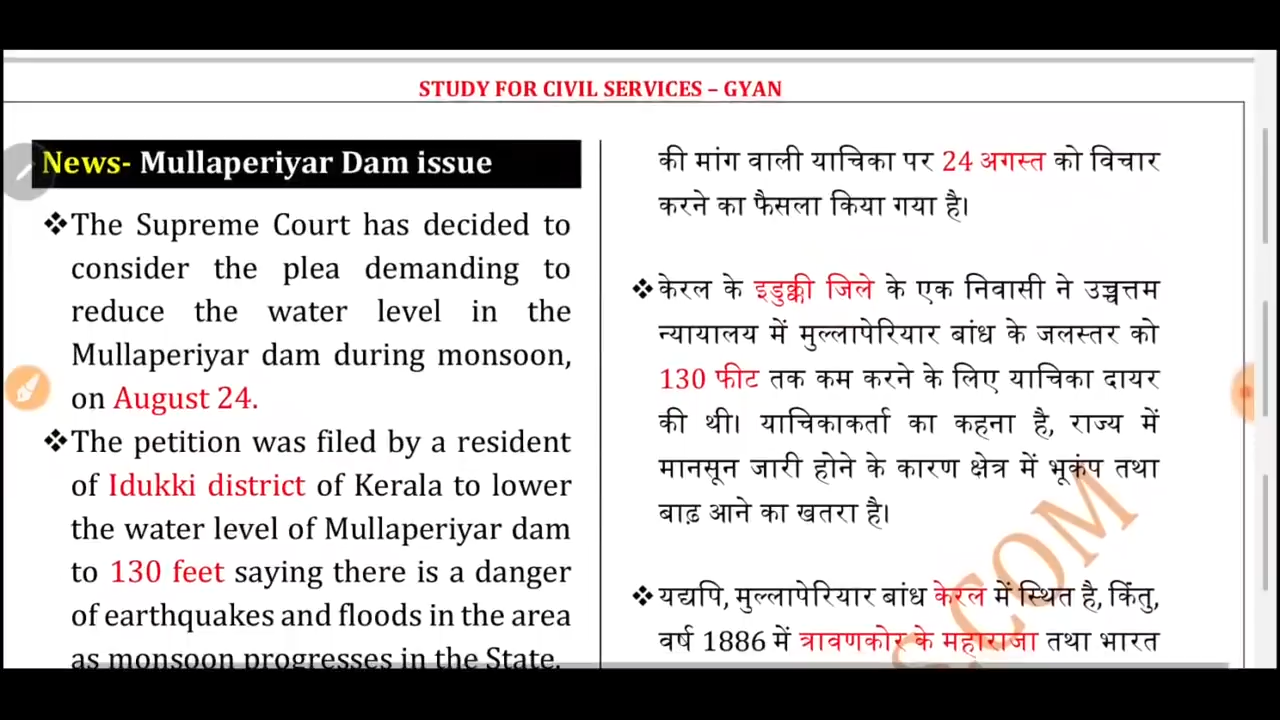 STUDY FOR CIVIL SERVICES – GYAN
News- Mullaperiyar Dam issue
❖The Supreme Court has decided to
consider the plea demanding to
reduce the water level in the
Mullaperiyar dam during monsoon,
on August 24.
❖The petition was filed by a resident
of Idukki district of Kerala to lower
the water level of Mullaperiyar dam
to 130 feet saying there is a danger
of earthquakes and floods in the area
as monsoon progresses in the State.
की मांग वाली याचिका पर 24 अगस्त को विचार
करने का फैसला किया गया है।
❖केरल के इडुक्की जिले के एक निवासी ने उच्चत्तम
न्यायालय में मुल्लापेरियार बांध के जलस्तर को
130 फीट तक कम करने के लिए याचिका दायर
की थी। याचिकाकर्ता का कहना है, राज्य में
मानसून जारी होने के कारण क्षेत्र में भूकंप तथा
बाढ़ आने का खतरा है।
❖यद्यपि, मुल्लापेरियार बांध केरल में स्थित है, किंतु,
वर्ष 1886 में त्रावणकोर के महाराजा तथा भारत
S.COM